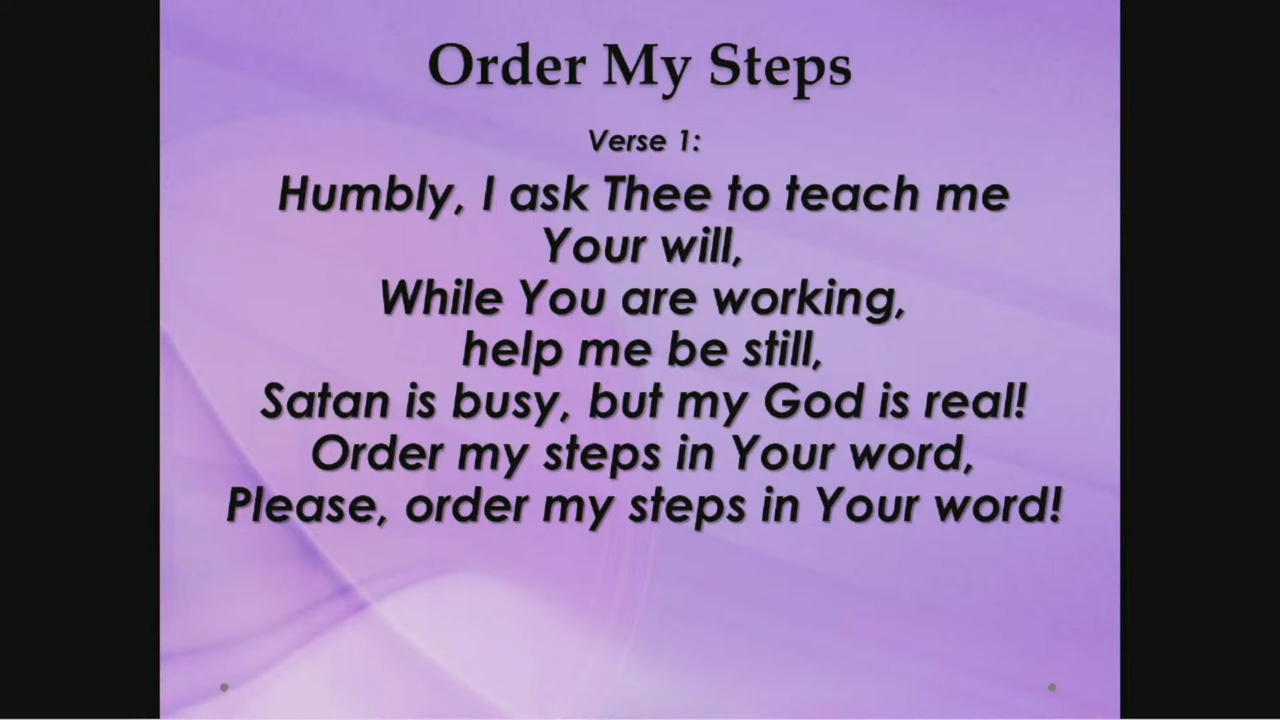 Order My Steps
Verse 1:
Humbly, I ask Thee to teach me
Your will,
While You are working,
help me be still,
Satan is busy, but my God is real!
Order my steps in Your word,
Please, order my steps in Your word!